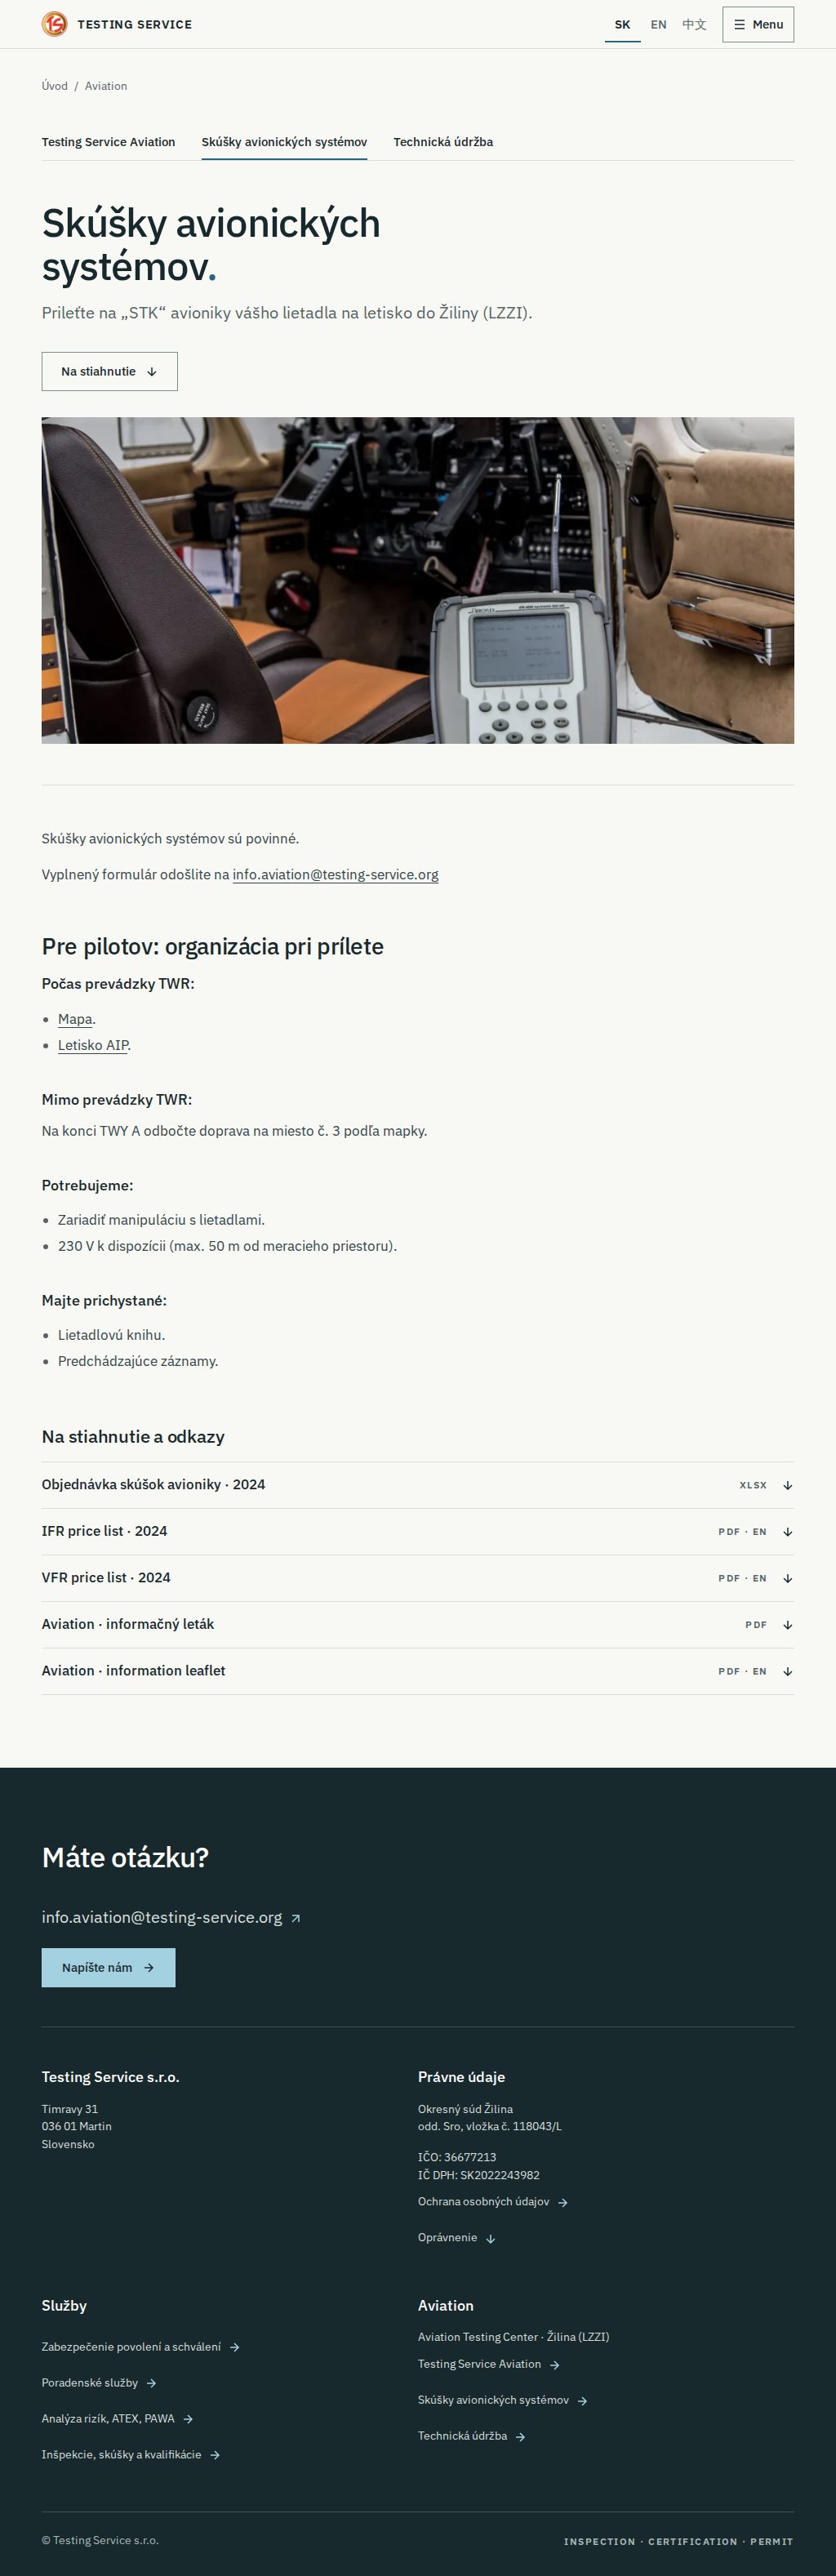 TESTING SERVICE
SK EN 中文 Menu
Úvod / Aviation
Testing Service Aviation Skúšky avionických systémov Technická údržba
Skúšky avionických
systémov.
Prileťte na „STK“ avioniky vášho lietadla na letisko do Žiliny (LZZI).
Na stiahnutie
Skúšky avionických systémov sú povinné.
Vyplnený formulár odošlite na info.aviation@testing-service.org
Pre pilotov: organizácia pri prílete
Počas prevádzky TWR:
Mapa.
Letisko AIP.
Mimo prevádzky TWR:
Na konci TWY A odbočte doprava na miesto č. 3 podľa mapky.
Potrebujeme:
Zariadiť manipuláciu s lietadlami.
230 V k dispozícii (max. 50 m od meracieho priestoru).
Majte prichystané:
Lietadlovú knihu.
Predchádzajúce záznamy.
Na stiahnutie a odkazy
Objednávka skúšok avioniky · 2024 XLSX
IFR price list · 2024 PDF · EN
VFR price list · 2024 PDF · EN
Aviation · informačný leták PDF
Aviation · information leaflet PDF · EN
Máte otázku?
info.aviation@testing-service.org
Napíšte nám
Testing Service s.r.o.
Timravy 31
036 01 Martin
Slovensko
Právne údaje
Okresný súd Žilina
odd. Sro, vložka č. 118043/L
IČO: 36677213
IČ DPH: SK2022243982
Ochrana osobných údajov
Oprávnenie
Služby
Zabezpečenie povolení a schválení
Poradenské služby
Analýza rizík, ATEX, PAWA
Inšpekcie, skúšky a kvalifikácie
Aviation
Aviation Testing Center · Žilina (LZZI)
Testing Service Aviation
Skúšky avionických systémov
Technická údržba
© Testing Service s.r.o.
INSPECTION · CERTIFICATION · PERMIT